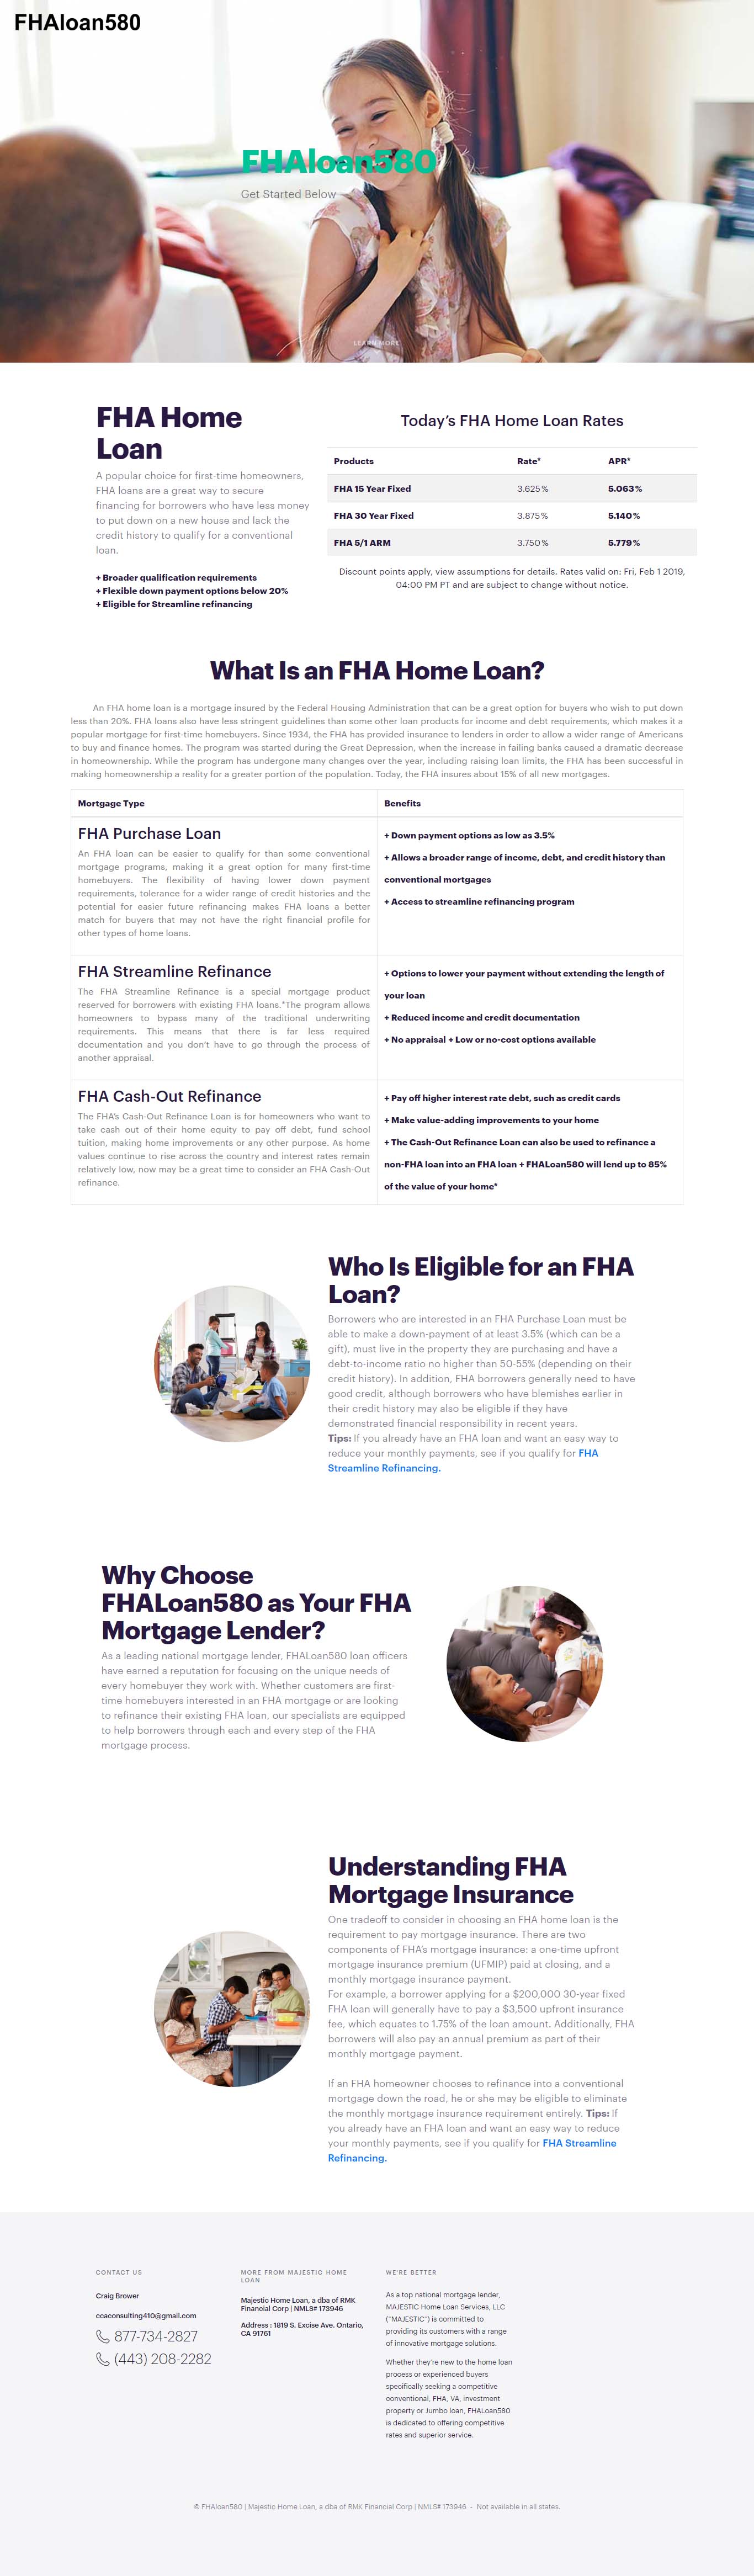 FHAloan580
FHAloan580
Get Started Below
LEARN MORE
FHA Home
Loan
A popular choice for first-time homeowners,
FHA loans are a great way to secure
financing for borrowers who have less money
to put down on a new house and lack the
credit history to qualify for a conventional
loan.
+ Broader qualification requirements
+ Flexible down payment options below 20%
+ Eligible for Streamline refinancing
Today's FHA Home Loan Rates
Products Rate* APR*
FHA 15 Year Fixed 3.625% 5.063%
FHA 30 Year Fixed 3.875% 5.140%
FHA 5/1 ARM 3.750% 5.779%
Discount points apply, view assumptions for details. Rates valid on: Fri, Feb 1 2019,
04:00 PM PT and are subject to change without notice.
What Is an FHA Home Loan?
An FHA home loan is a mortgage insured by the Federal Housing Administration that can be a great option for buyers who wish to put down
less than 20%. FHA loans also have less stringent guidelines than some other loan products for income and debt requirements, which makes it a
popular mortgage for first-time homebuyers. Since 1934, the FHA has provided insurance to lenders in order to allow a wider range of Americans
to buy and finance homes. The program was started during the Great Depression, when the increase in failing banks caused a dramatic decrease
in homeownership. While the program has undergone many changes over the year, including raising loan limits, the FHA has been successful in
making homeownership a reality for a greater portion of the population. Today, the FHA insures about 15% of all new mortgages.
Mortgage Type Benefits
FHA Purchase Loan
An FHA loan can be easier to qualify for than some conventional
mortgage programs, making it a great option for many first-time
homebuyers. The flexibility of having lower down payment
requirements, tolerance for a wider range of credit histories and the
potential for easier future refinancing makes FHA loans a better
match for buyers that may not have the right financial profile for
other types of home loans.
+ Down payment options as low as 3.5%
+ Allows a broader range of income, debt, and credit history than
conventional mortgages
+ Access to streamline refinancing program
FHA Streamline Refinance
The FHA Streamline Refinance is a special mortgage product
reserved for borrowers with existing FHA loans.*The program allows
homeowners to bypass many of the traditional underwriting
requirements. This means that there is far less required
documentation and you don't have to go through the process of
another appraisal.
+ Options to lower your payment without extending the length of
your loan
+ Reduced income and credit documentation
+ No appraisal + Low or no-cost options available
FHA Cash-Out Refinance
The FHA's Cash-Out Refinance Loan is for homeowners who want to
take cash out of their home equity to pay off debt, fund school
tuition, making home improvements or any other purpose. As home
values continue to rise across the country and interest rates remain
relatively low, now may be a great time to consider an FHA Cash-Out
refinance.
+ Pay off higher interest rate debt, such as credit cards
+ Make value-adding improvements to your home
+ The Cash-Out Refinance Loan can also be used to refinance a
non-FHA loan into an FHA loan + FHALoan580 will lend up to 85%
of the value of your home*
Who Is Eligible for an FHA
Loan?
Borrowers who are interested in an FHA Purchase Loan must be
able to make a down-payment of at least 3.5% (which can be a
gift), must live in the property they are purchasing and have a
debt-to-income ratio no higher than 50-55% (depending on their
credit history). In addition, FHA borrowers generally need to have
good credit, although borrowers who have blemishes earlier in
their credit history may also be eligible if they have
demonstrated financial responsibility in recent years.
Tips: If you already have an FHA loan and want an easy way to
reduce your monthly payments, see if you qualify for FHA
Streamline Refinancing.
Why Choose
FHALoan580 as Your FHA
Mortgage Lender?
As a leading national mortgage lender, FHALoan580 loan officers
have earned a reputation for focusing on the unique needs of
every homebuyer they work with. Whether customers are first-
time homebuyers interested in an FHA mortgage or are looking
to refinance their existing FHA loan, our specialists are equipped
to help borrowers through each and every step of the FHA
mortgage process.
Understanding FHA
Mortgage Insurance
One tradeoff to consider in choosing an FHA home loan is the
requirement to pay mortgage insurance. There are two
components of FHA's mortgage insurance: a one-time upfront
mortgage insurance premium (UFMIP) paid at closing, and a
monthly mortgage insurance payment.
For example, a borrower applying for a $200,000 30-year fixed
FHA loan will generally have to pay a $3,500 upfront insurance
fee, which equates to 1.75% of the loan amount. Additionally, FHA
borrowers will also pay an annual premium as part of their
monthly mortgage payment.
If an FHA homeowner chooses to refinance into a conventional
mortgage down the road, he or she may be eligible to eliminate
the monthly mortgage insurance requirement entirely. Tips: If
you already have an FHA loan and want an easy way to reduce
your monthly payments, see if you qualify for FHA Streamline
Refinancing.
CONTACT US
Craig Brower
ccaconsulting410@gmail.com
877-734-2827
(443) 208-2282
MORE FROM MAJESTIC HOME
LOAN
Majestic Home Loan, a dba of RMK
Financial Corp | NMLS# 173946
Address : 1819 S. Excise Ave. Ontario,
CA 91761
WE'RE BETTER
As a top national mortgage lender,
MAJESTIC Home Loan Services, LLC
("MAJESTIC") is committed to
providing its customers with a range
of innovative mortgage solutions.
Whether they're new to the home loan
process or experienced buyers
specifically seeking a competitive
conventional, FHA, VA, investment
property or Jumbo loan, FHALoan580
is dedicated to offering competitive
rates and superior service.
© FHAloan580 | Majestic Home Loan, a dba of RMK Financial Corp | NMLS# 173946 - Not available in all states.